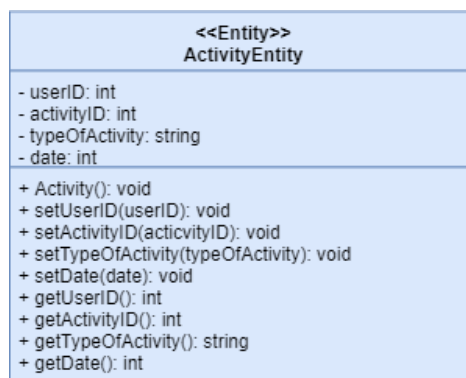 <<Entity>>
ActivityEntity
- userID: int
- activityID: int
- typeOfActivity: string
- date: int
+ Activity(): void
+ setUserID(userID): void
+ setActivityID(acticvityID): void
+ setTypeOfActivity(typeOfActivity): void
+ setDate(date): void
+ getUserID(): int
+ getActivityID(): int
+ getTypeOfActivity(): string
+ getDate(): int